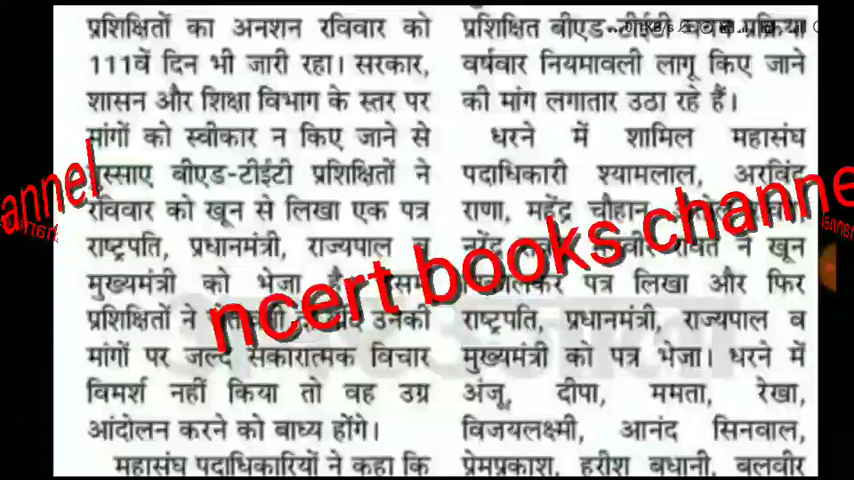 प्रशिक्षितों का अनशन रविवार को
111वें दिन भी जारी रहा। सरकार,
शासन और शिक्षा विभाग के स्तर पर
मांगों को स्वीकार न किए जाने से
बीएड-टीईटी प्रशिक्षितों ने
रविवार को खून से लिखा एक पत्र
राष्ट्रपति, प्रधानमंत्री, राज्यपाल व
मुख्यमंत्री को भेजा
प्रशिक्षितों ने उनकी
मांगों पर जल्द सकारात्मक विचार
विमर्श नहीं किया तो वह उग्र
आंदोलन करने को बाध्य होंगे।
महासंघ पदाधिकारियों ने कहा कि
प्रशिक्षित बीएड-टीईटी
वर्षवार नियमावली लागू किए जाने
की मांग लगातार उठा रहे हैं।
धरने में शामिल महासंघ
पदाधिकारी श्यामलाल, अरविंद
राणा, महेंद्र चौहान,
ने खून
पत्र लिखा और फिर
राष्ट्रपति, प्रधानमंत्री, राज्यपाल व
मुख्यमंत्री को पत्र भेजा। धरने में
अंजू, दीपा, ममता, रेखा,
विजयलक्ष्मी, आनंद सिनवाल,
प्रेमप्रकाश, हरीश बधानी, बलवीर
ncert books channe
annel